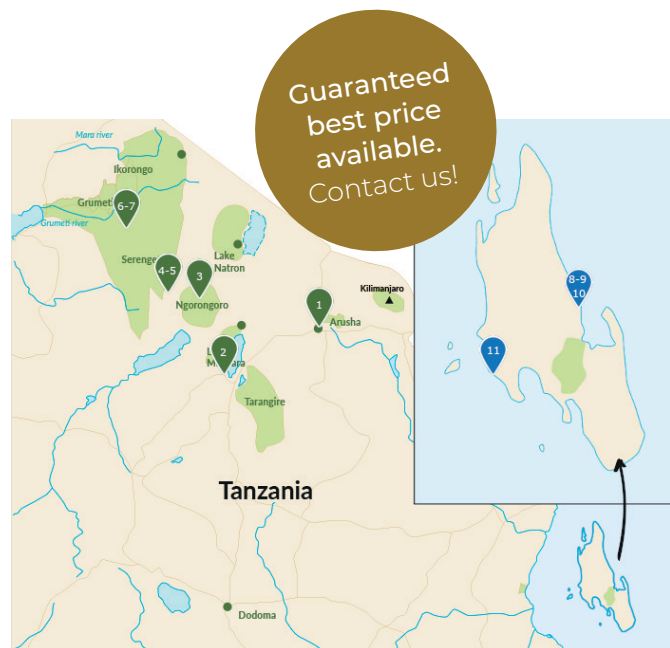 Guaranteed
best price
available.
Contact us!
Mara river
Ikorongo
Grumeti
6-7
Grumeti river
Lake
Natron
4-5
3
Ngorongoro
Kilimanjaro
1
Arusha
2
Tarangire
Tanzania
Dodoma
8-9
10
11